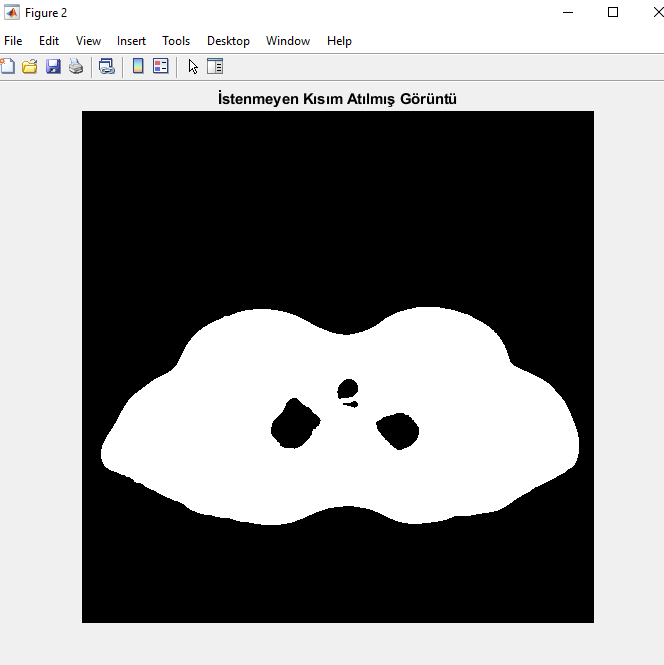 Figure 2
File Edit View Insert Tools Desktop Window Help
İstenmeyen Kısım Atılmış Görüntü